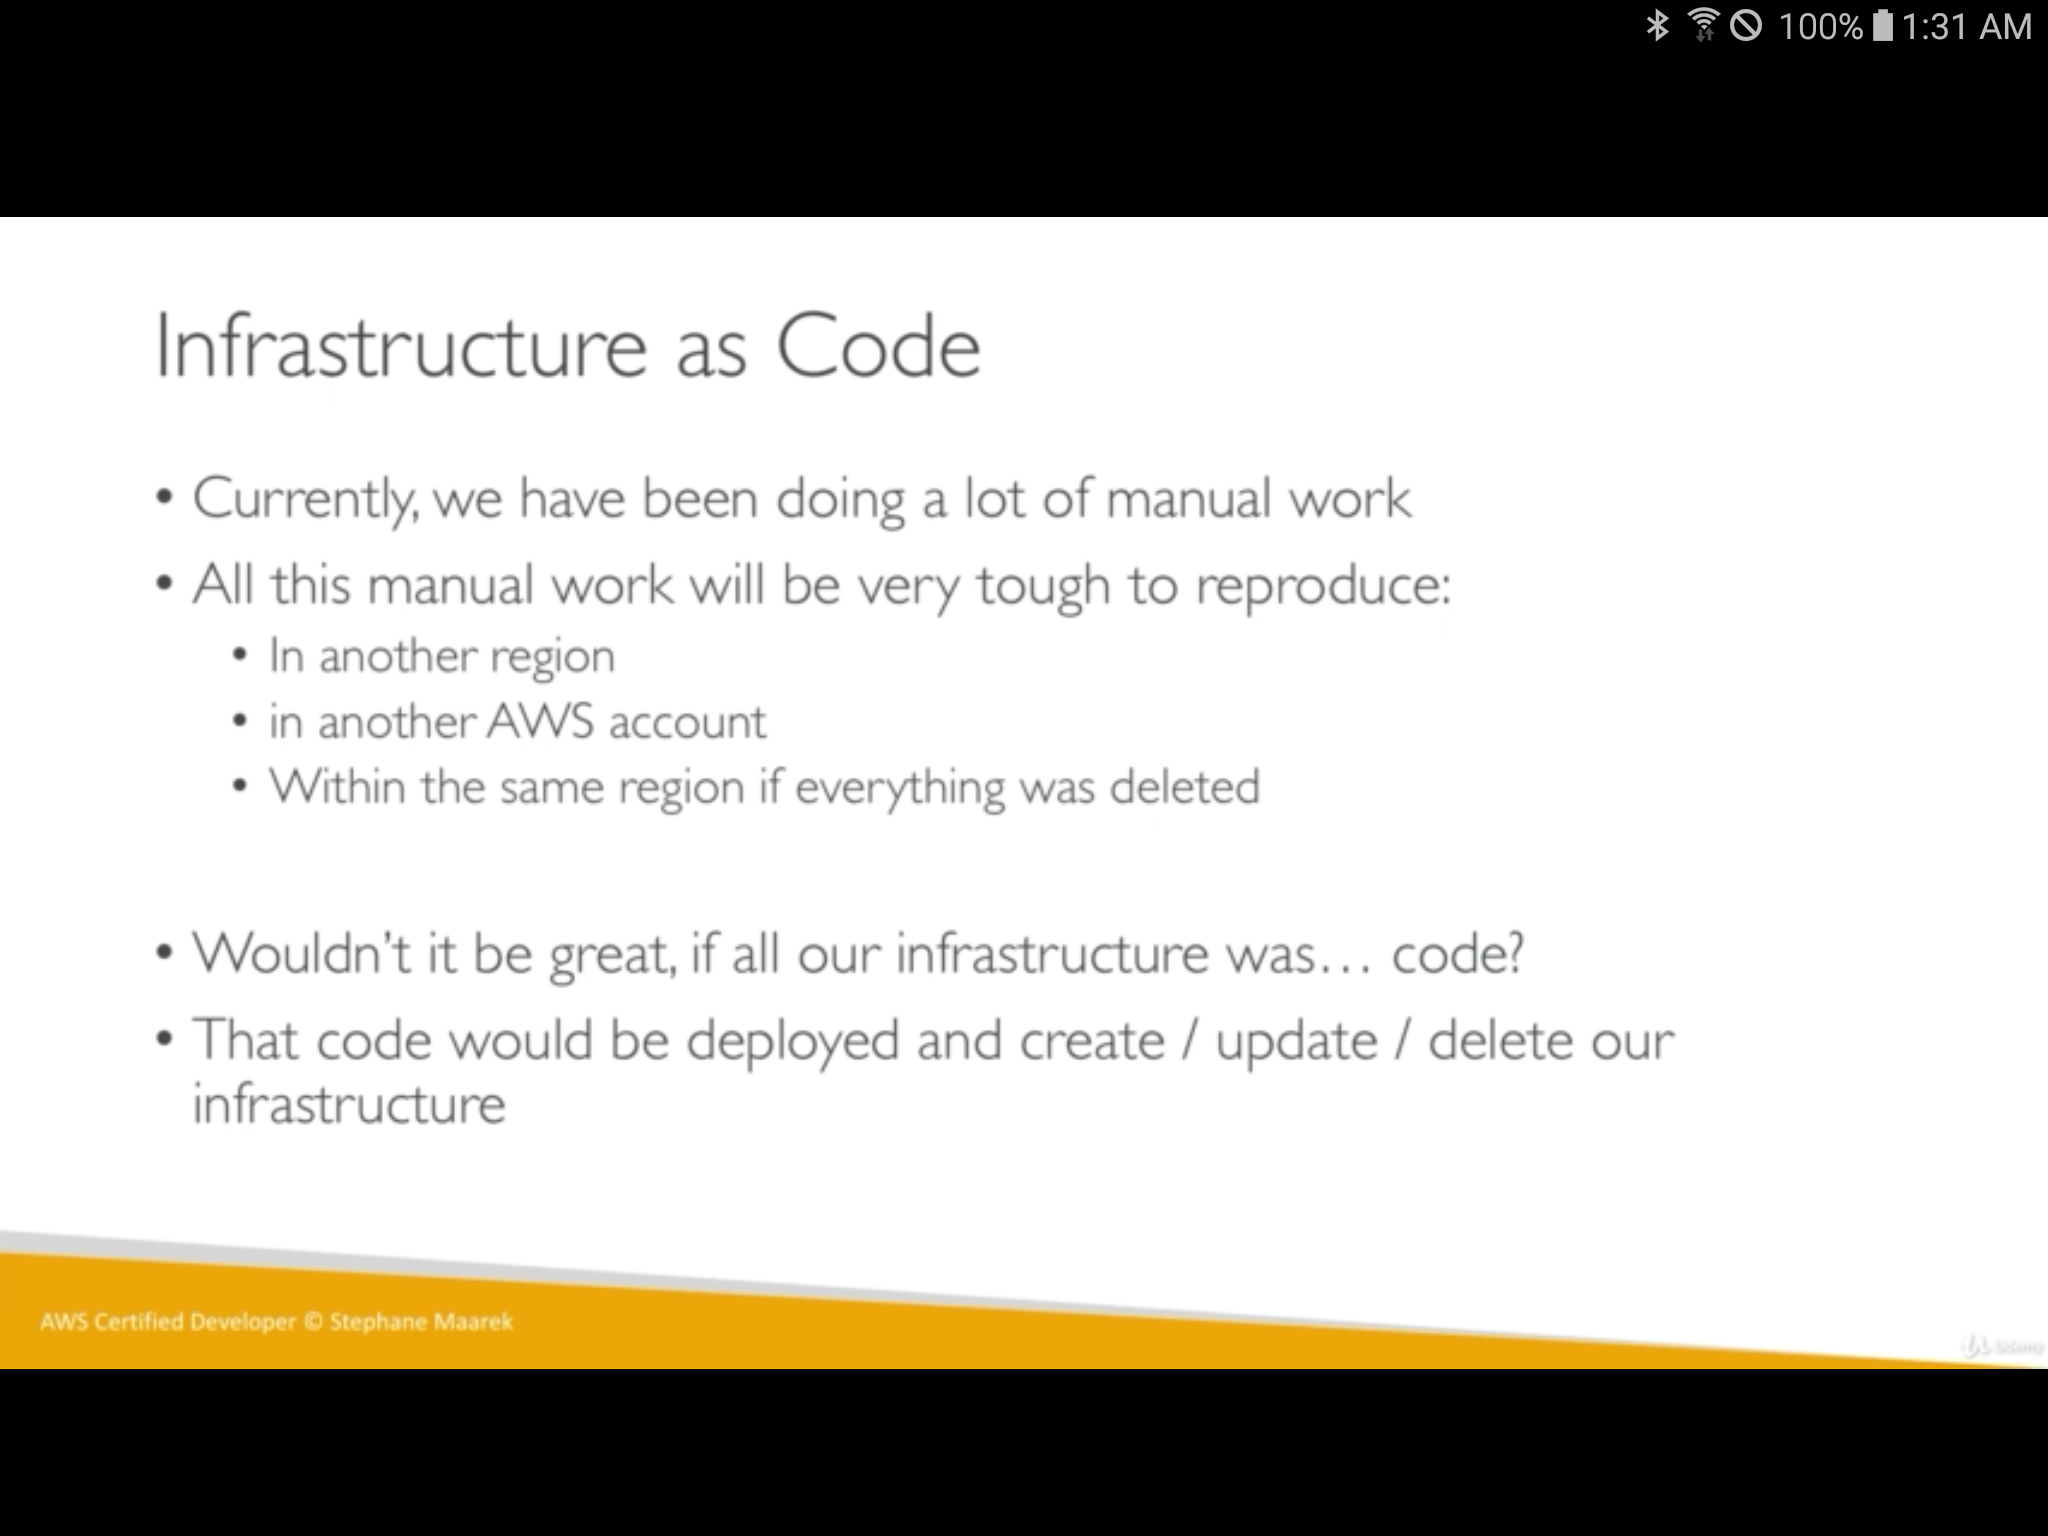 100% 1:31 AM
Infrastructure as Code
• Currently, we have been doing a lot of manual work
• All this manual work will be very tough to reproduce:
• In another region
• in another AWS account
• Within the same region if everything was deleted
• Wouldn't it be great, if all our infrastructure was... code?
• That code would be deployed and create / update / delete our
infrastructure
AWS Certified Developer © Stephane Maarek
Udemy